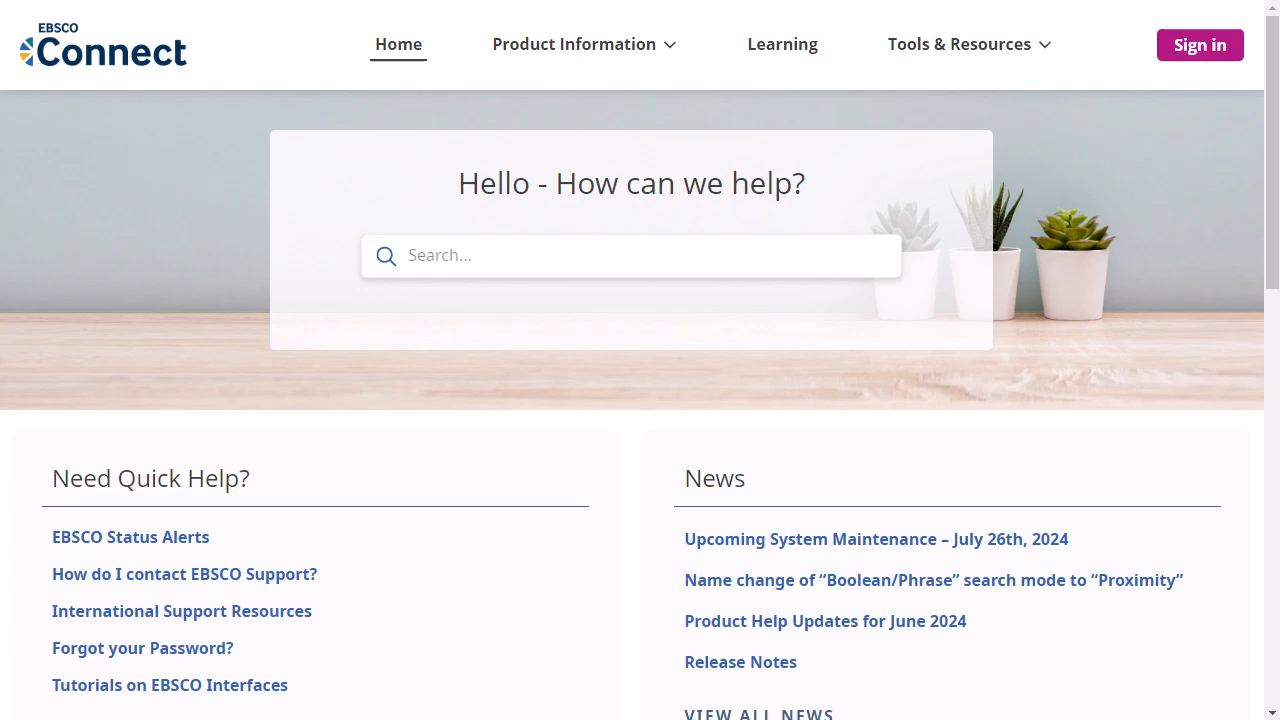 EBSCO
Connect
Home
Product Information
Learning
Tools & Resources
Sign in
Hello - How can we help?
Search...
Need Quick Help?
EBSCO Status Alerts
How do I contact EBSCO Support?
International Support Resources
Forgot your Password?
Tutorials on EBSCO Interfaces
News
Upcoming System Maintenance – July 26th, 2024
Name change of “Boolean/Phrase” search mode to “Proximity”
Product Help Updates for June 2024
Release Notes
VIEW ALL NEWS